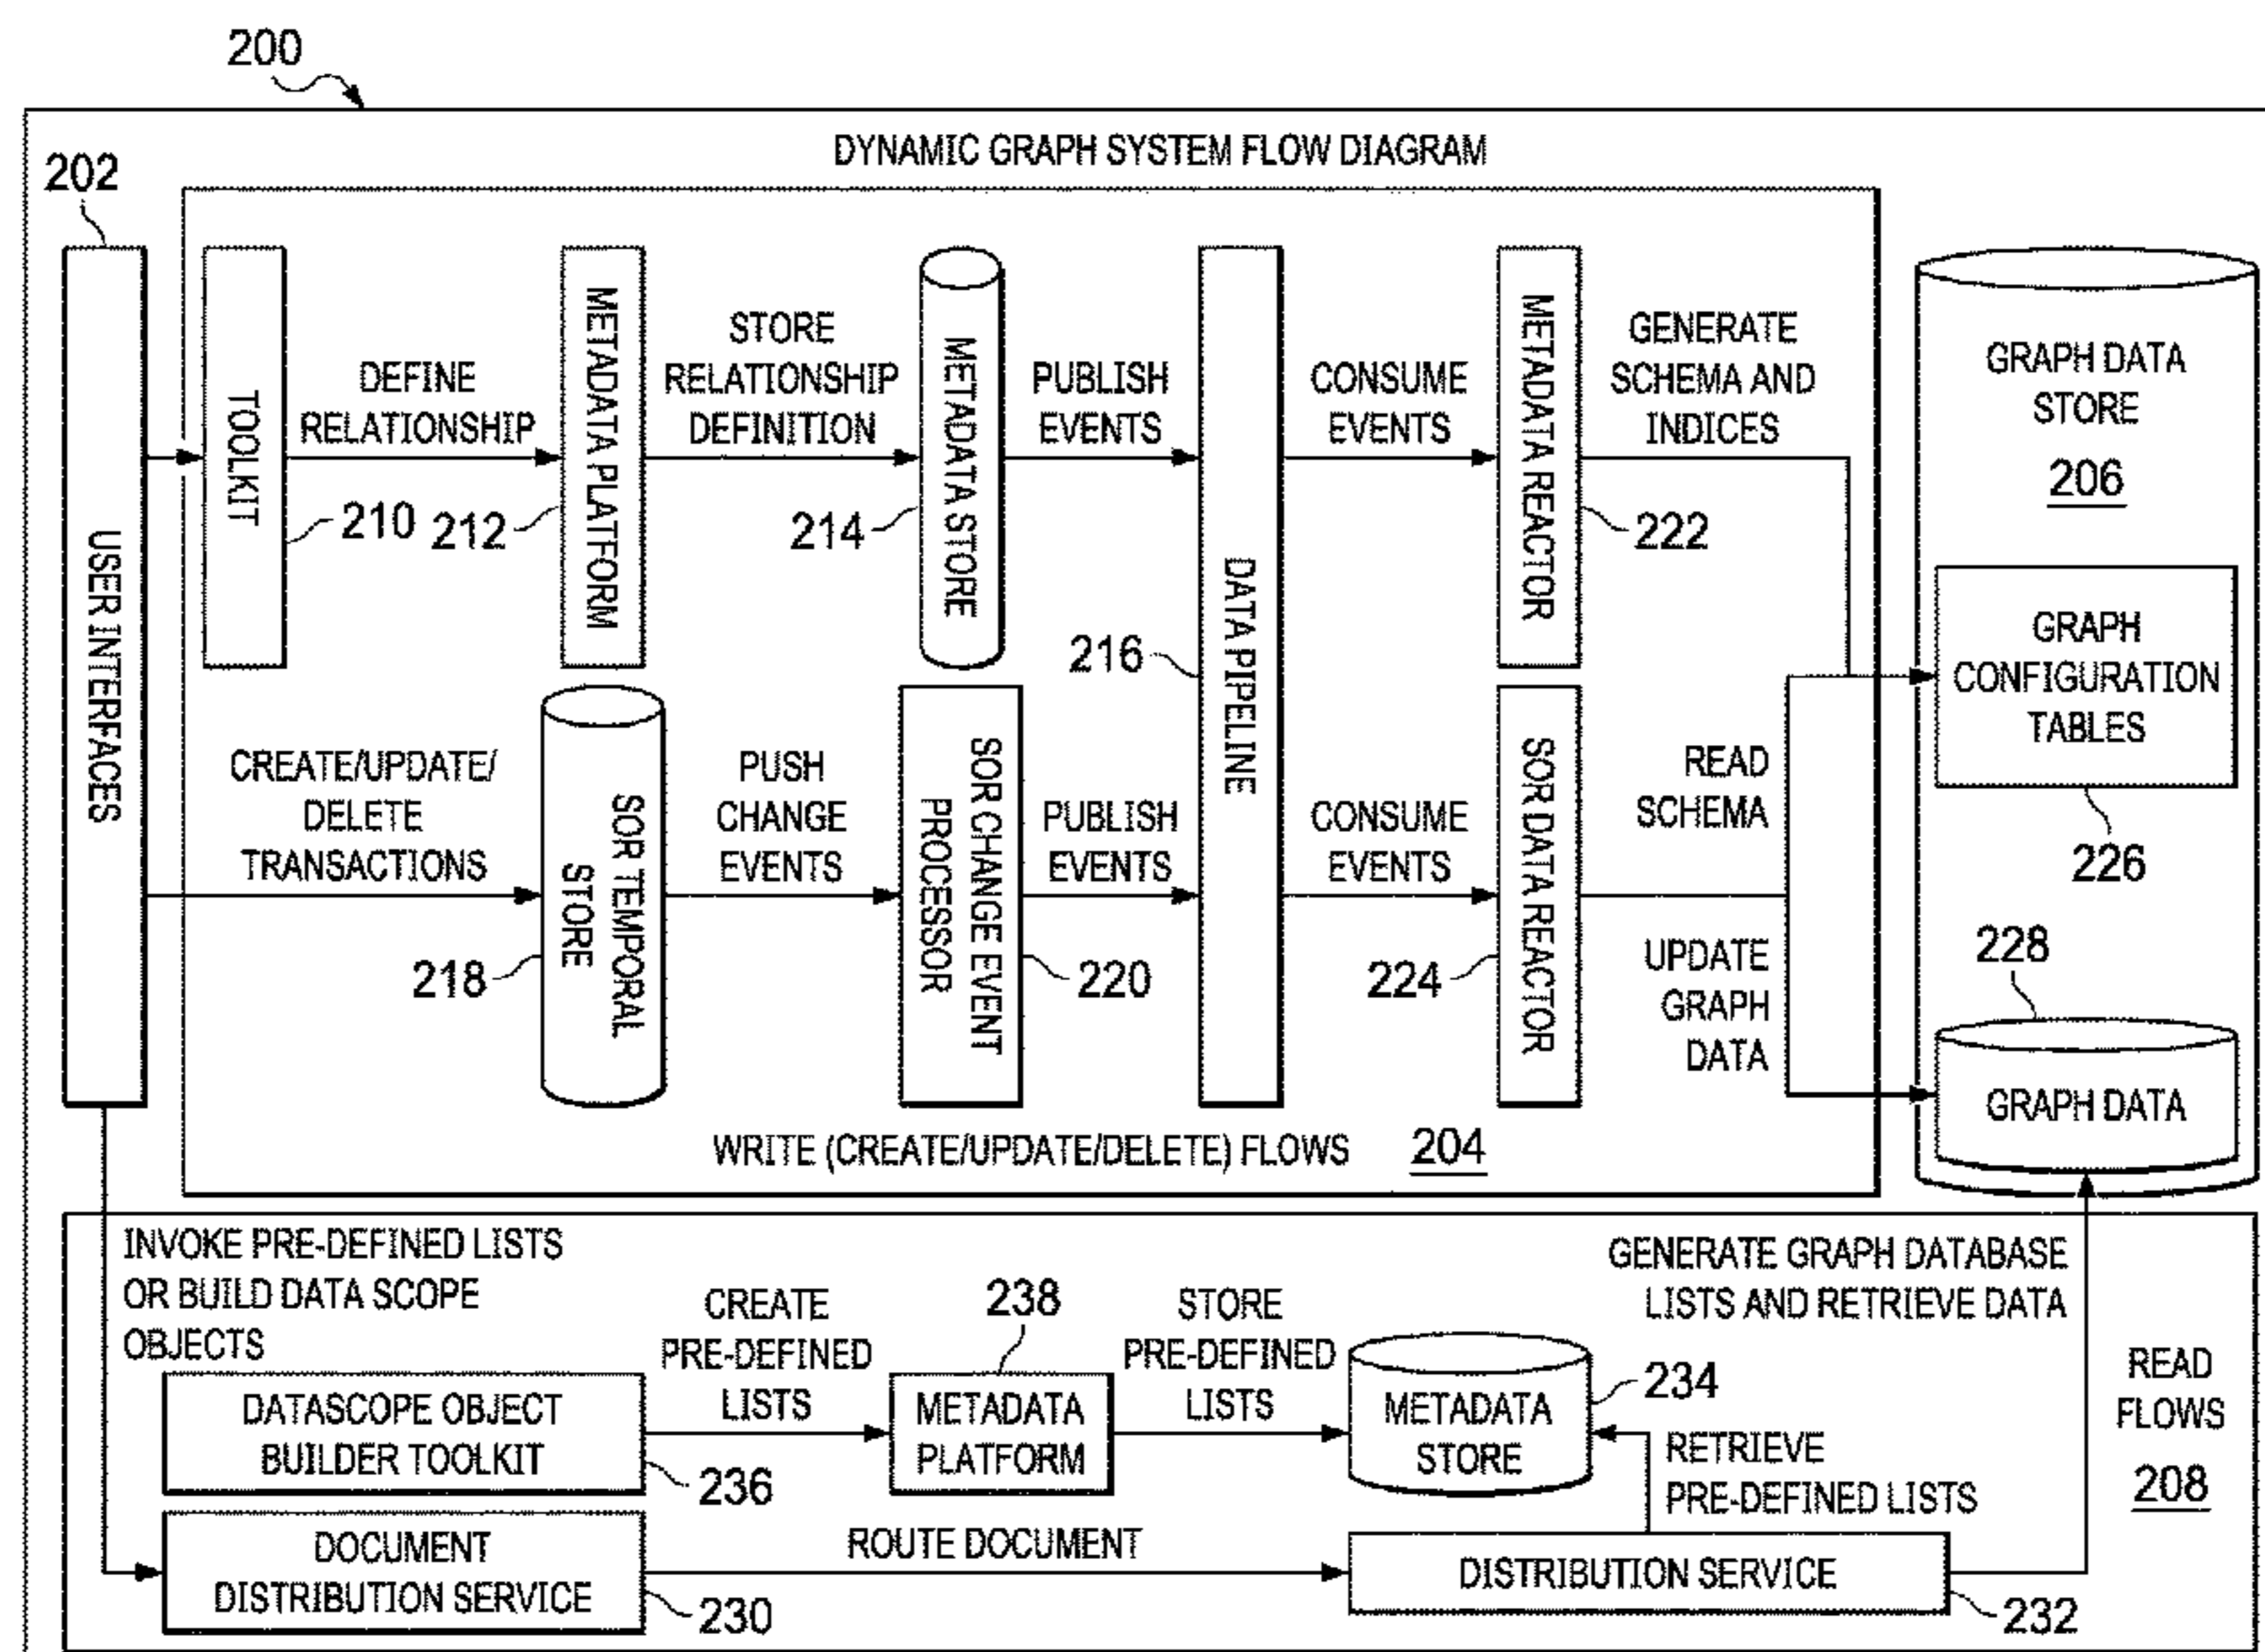 200
DYNAMIC GRAPH SYSTEM FLOW DIAGRAM
202
USER INTERFACES
TOOLKIT
210
DEFINE
RELATIONSHIP
212
METADATA PLATFORM
STORE
RELATIONSHIP
DEFINITION
214
METADATA STORE
PUBLISH
EVENTS
216
DATA PIPELINE
CONSUME
EVENTS
METADATA REACTOR
222
GENERATE
SCHEMA AND
INDICES
GRAPH DATA
STORE
206
GRAPH
CONFIGURATION
TABLES
226
CREATE/UPDATE/
DELETE
TRANSACTIONS
218
SOR TEMPORAL
STORE
PUSH
CHANGE
EVENTS
SOR CHANGE EVENT
PROCESSOR
220
PUBLISH
EVENTS
CONSUME
EVENTS
224
SOR DATA REACTOR
READ
SCHEMA
UPDATE
GRAPH
DATA
228
GRAPH DATA
WRITE (CREATE/UPDATE/DELETE) FLOWS
204
INVOKE PRE-DEFINED LISTS
OR BUILD DATA SCOPE
OBJECTS
DATASCOPE OBJECT
BUILDER TOOLKIT
236
CREATE
PRE-DEFINED
LISTS
238
METADATA
PLATFORM
STORE
PRE-DEFINED
LISTS
METADATA
STORE
234
GENERATE GRAPH DATABASE
LISTS AND RETRIEVE DATA
RETRIEVE
PRE-DEFINED LISTS
READ
FLOWS
208
DOCUMENT
DISTRIBUTION SERVICE
230
ROUTE DOCUMENT
DISTRIBUTION SERVICE
232